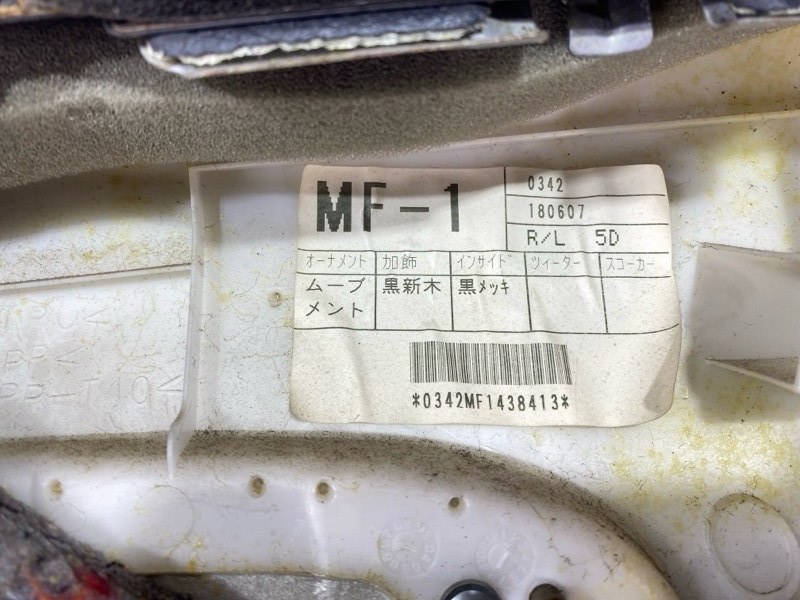 MF-1
0342
180607
R/L 5D
オーナメント 加飾 インサイド ツィーター スコーカー
ムーブメント 黒新木 黒メッキ
*0342MF1438413*